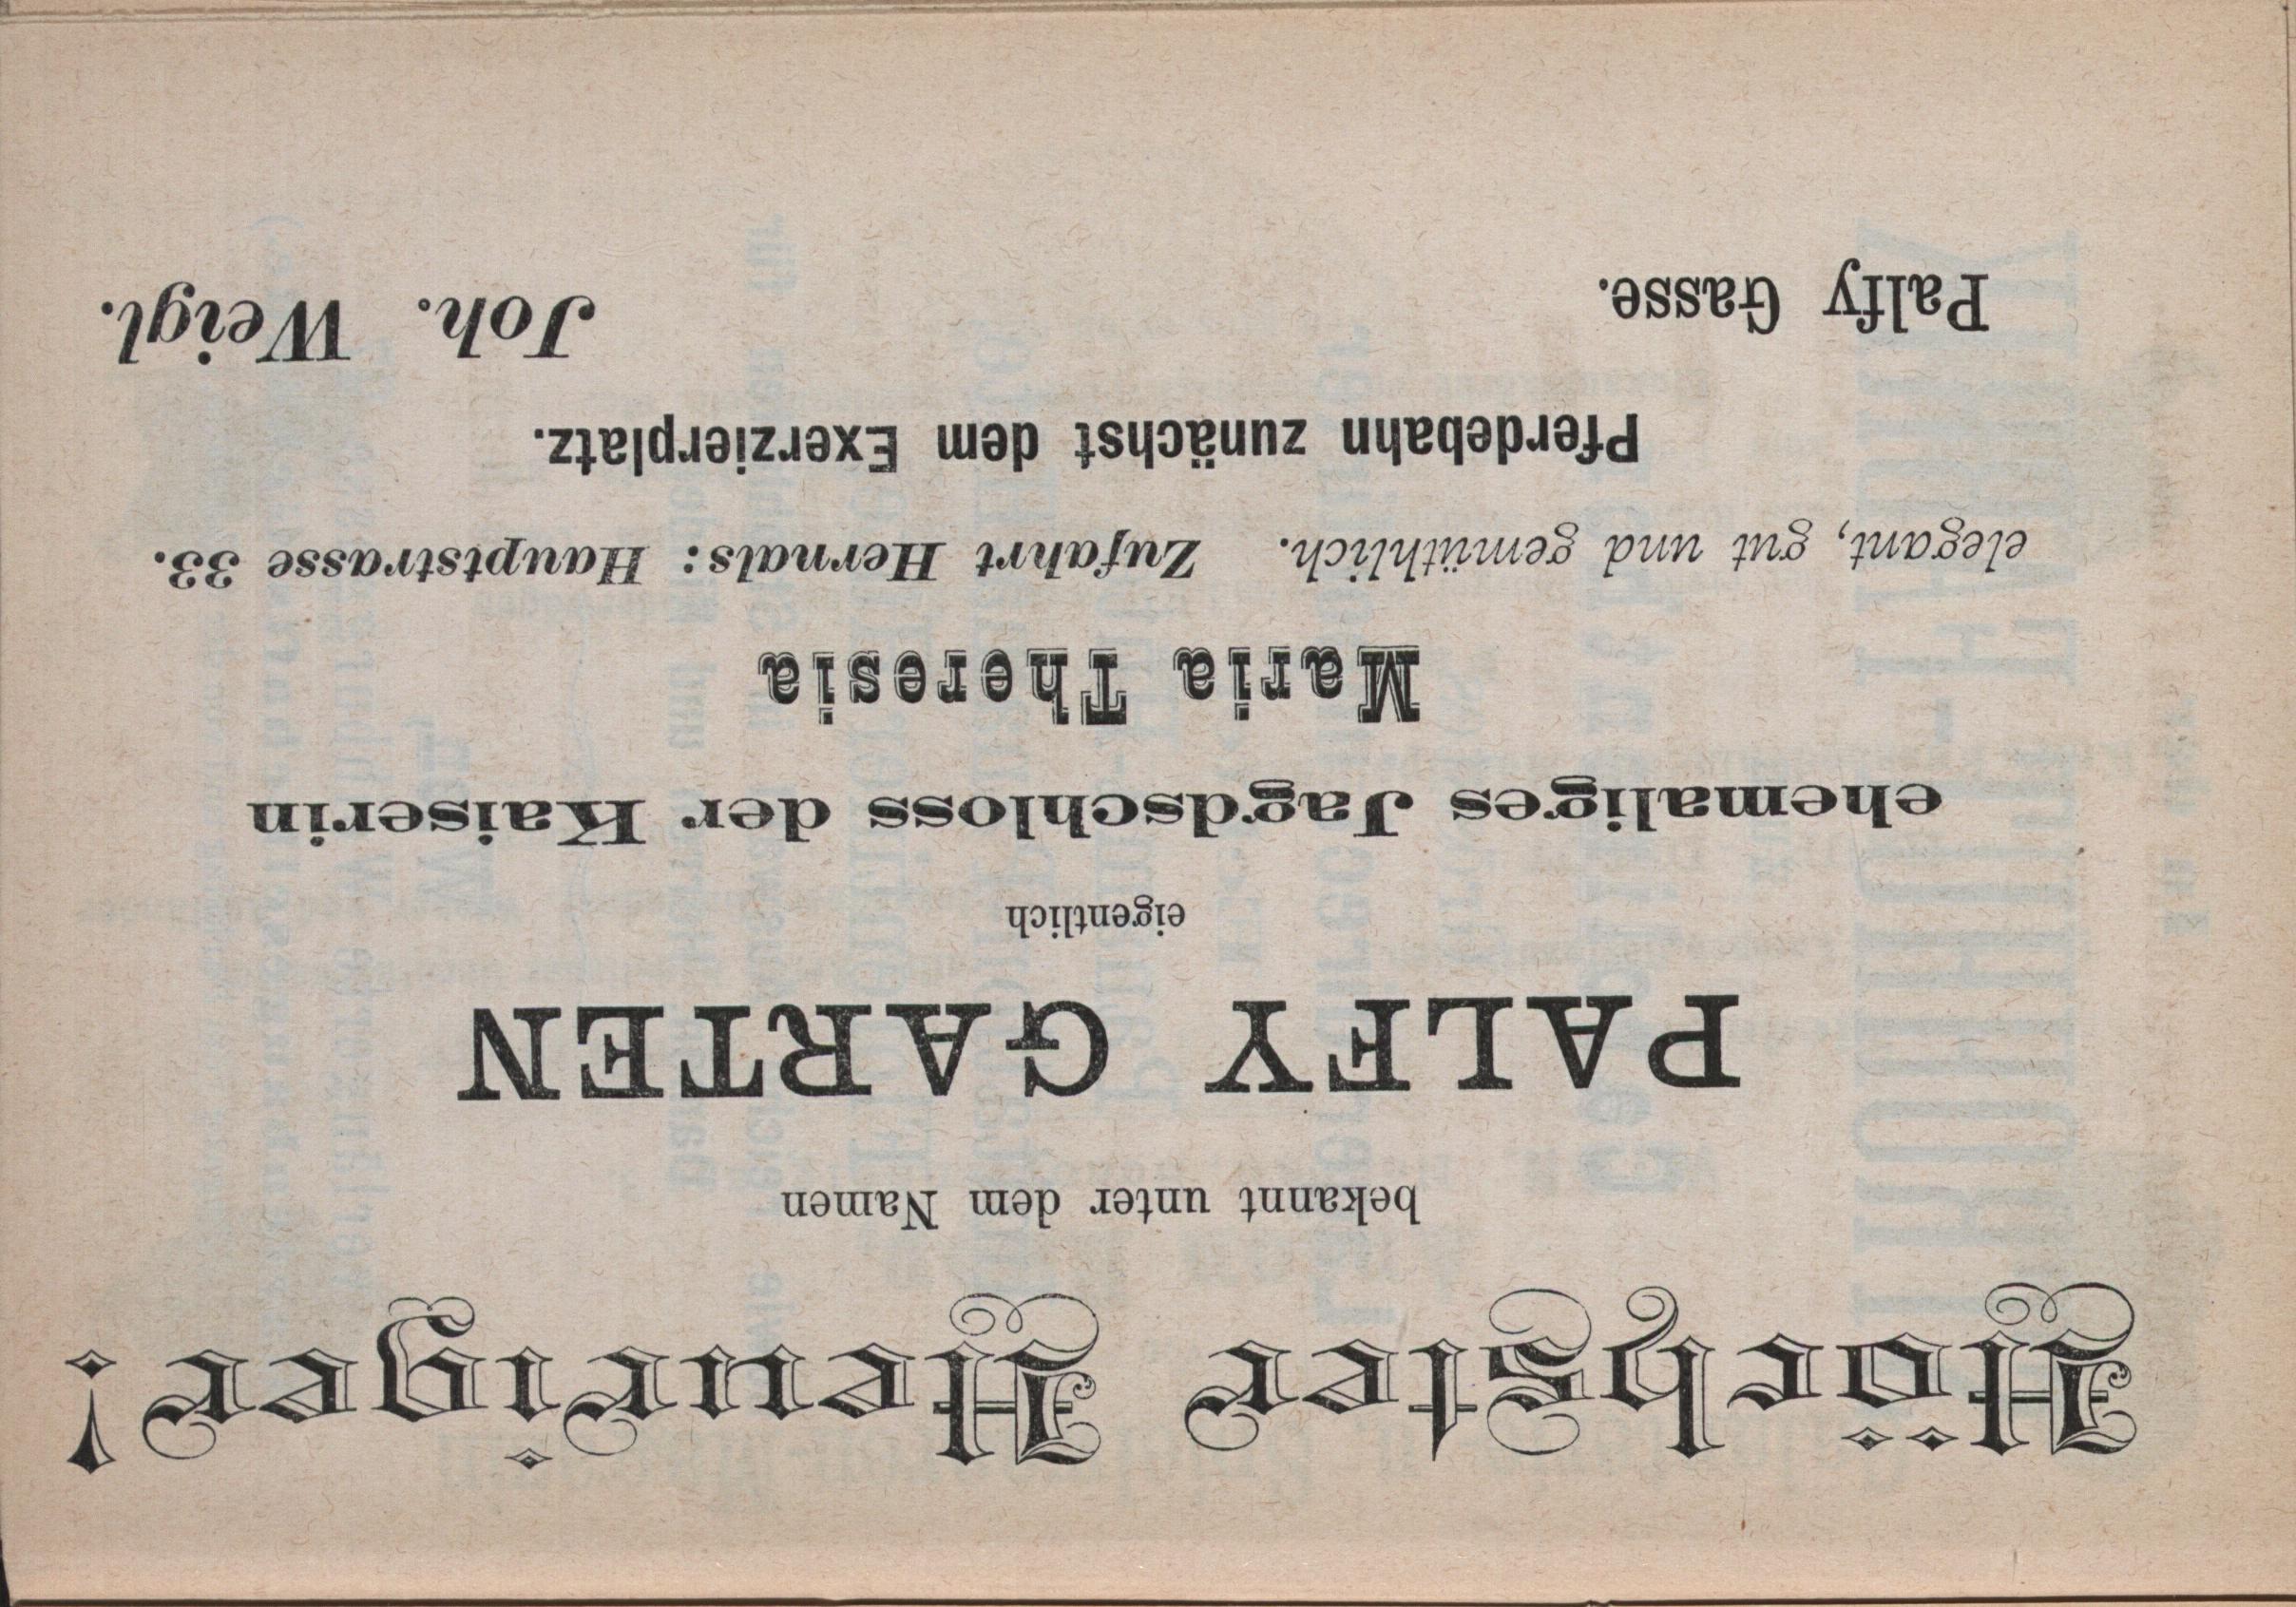 Höchster Heuriger!
bekannt unter dem Namen
PALFY GARTEN
eigentlich
ehemaliges Jagdschloss der Kaiserin
Maria Theresia
elegant, gut und gemüthlich. Zufahrt Hernals: Hauptstrasse 33.
Pferdebahn zunächst dem Exerzierplatz.
Palfy Gasse. Joh. Weigl.